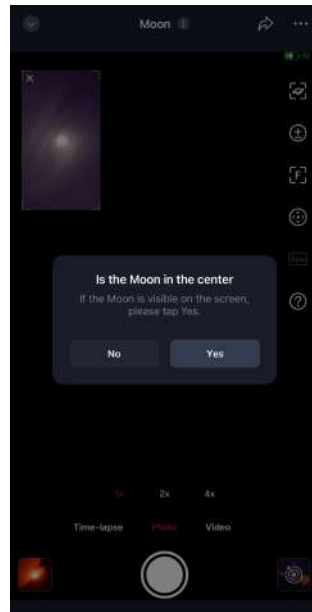 Moon
Is the Moon in the center
If the Moon is visible on the screen,
please tap Yes.
No
Yes
1x
2x
4x
Time-lapse
Photo
Video